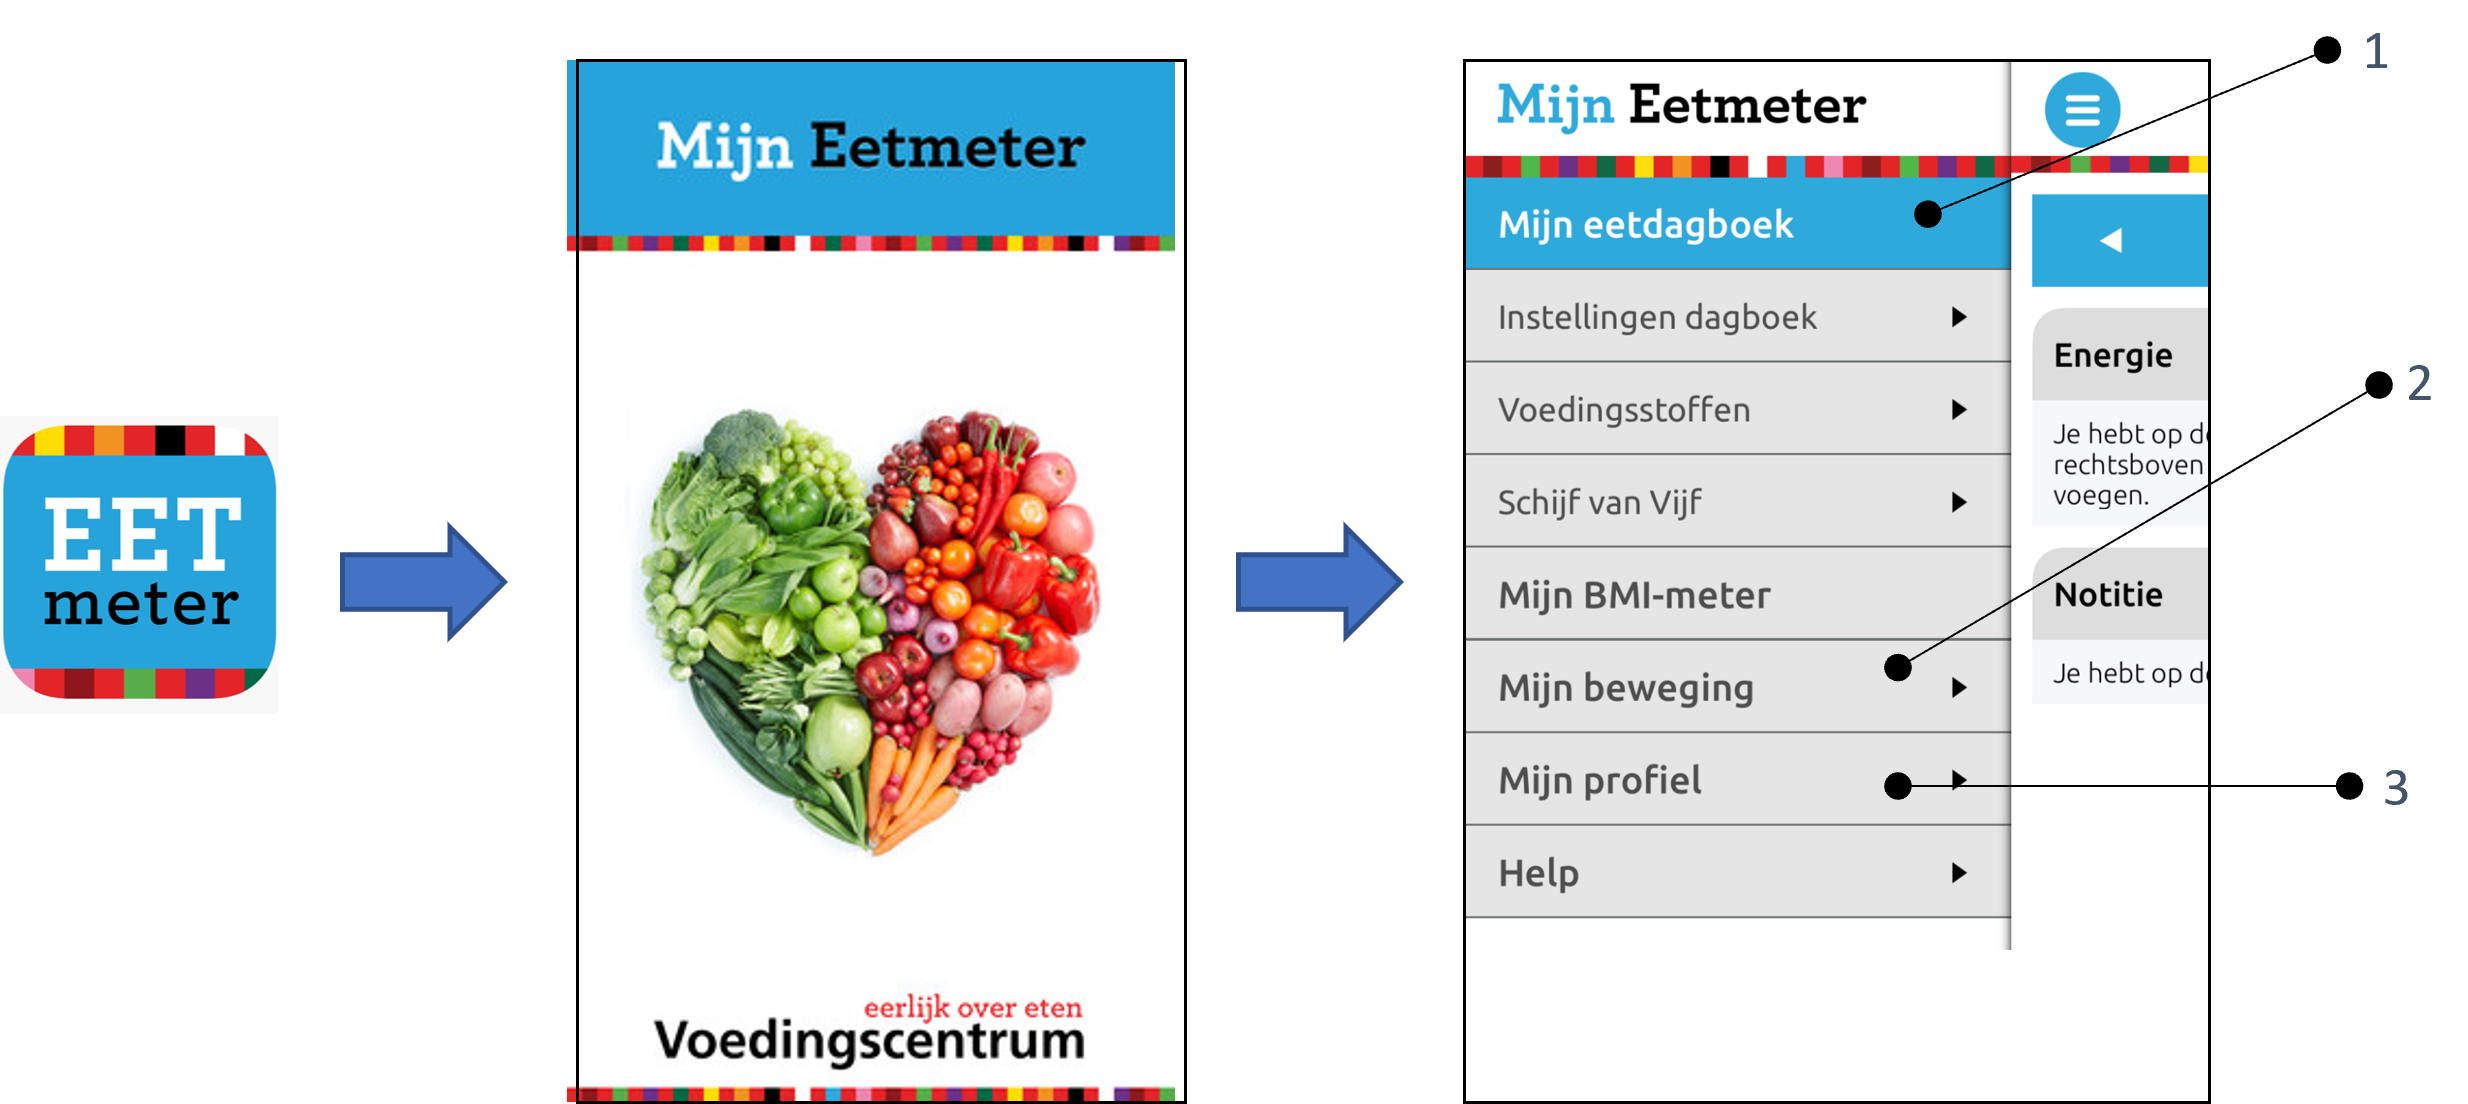 EET
meter
Mijn Eetmeter
eerlijk over eten
Voedingscentrum
Mijn Eetmeter
Mijn eetdagboek
Instellingen dagboek
Voedingsstoffen
Schijf van Vijf
Mijn BMI-meter
Mijn beweging
Mijn profiel
Help
Energie
Je hebt op d
rechtsboven
voegen.
Notitie
Je hebt op d
1
2
3